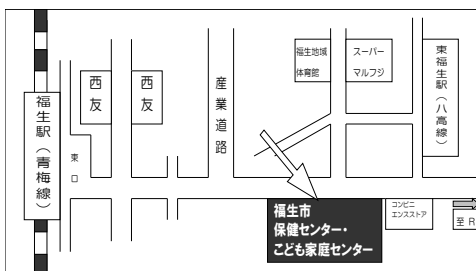 福生駅（青梅線）
東口
西友
西友
産業道路
福生地域
体育館
スーパー
マルフジ
東福生駅（八高線）
福生市
保健センター・
こども家庭センター
コンビニ
エンスストア
至 R